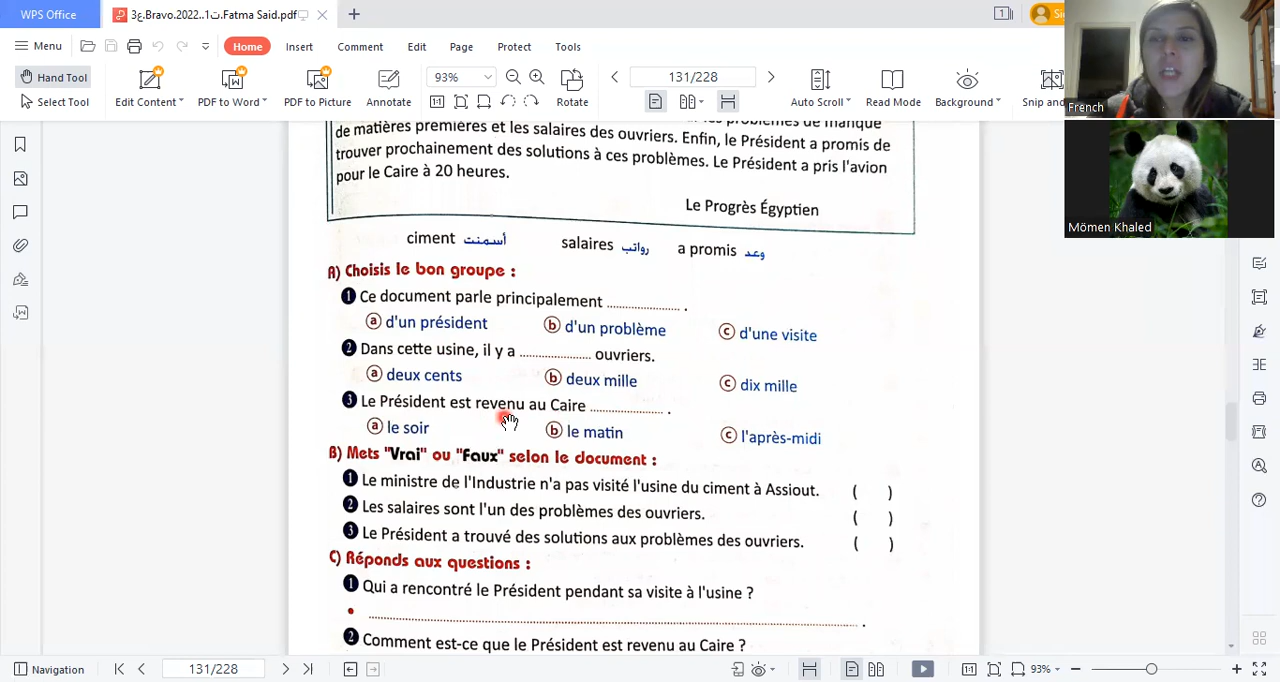 WPS Office
3ع.Bravo.2022..1ت.Fatma Said.pdf
Menu
Home
Insert
Comment
Edit
Page
Protect
Tools
Hand Tool
Select Tool
Edit Content
PDF to Word
PDF to Picture
Annotate
93%
Rotate
131/228
Auto Scroll
Read Mode
Background
Snip and
French
Mömen Khaled
de matières premières et les salaires des ouvriers. Enfin, le Président a promis de
trouver prochainement des solutions à ces problèmes. Le Président a pris l'avion
pour le Caire à 20 heures.
Le Progrès Égyptien
ciment أسمنت salaires رواتب a promis وعد
A) Choisis le bon groupe :
1 Ce document parle principalement .................. .
a d'un président b d'un problème c d'une visite
2 Dans cette usine, il y a .................. ouvriers.
a deux cents b deux mille c dix mille
3 Le Président est revenu au Caire .................. .
a le soir b le matin c l'après-midi
B) Mets "Vrai" ou "Faux" selon le document :
1 Le ministre de l'Industrie n'a pas visité l'usine du ciment à Assiout. ( )
2 Les salaires sont l'un des problèmes des ouvriers. ( )
3 Le Président a trouvé des solutions aux problèmes des ouvriers. ( )
C) Réponds aux questions :
1 Qui a rencontré le Président pendant sa visite à l'usine ?
• .................................................. .
2 Comment est-ce que le Président est revenu au Caire ?
Navigation
131/228
93%